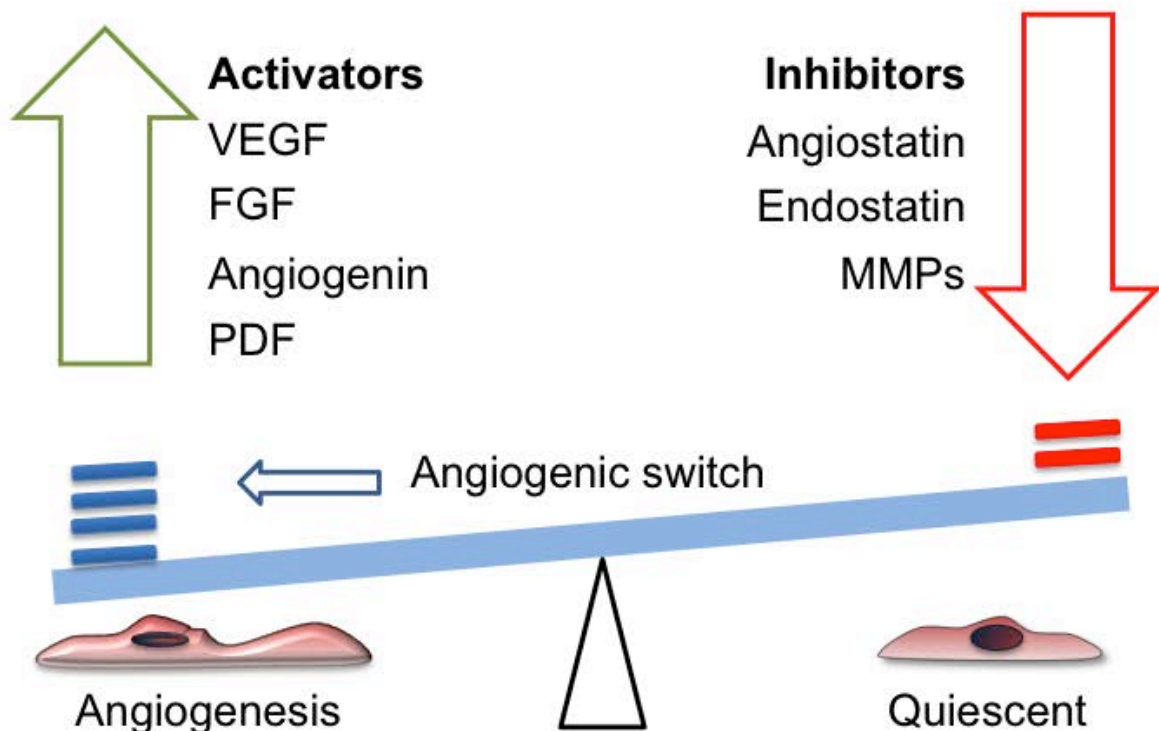 Activators
VEGF
FGF
Angiogenin
PDF
Inhibitors
Angiostatin
Endostatin
MMPs
Angiogenic switch
Angiogenesis
Quiescent